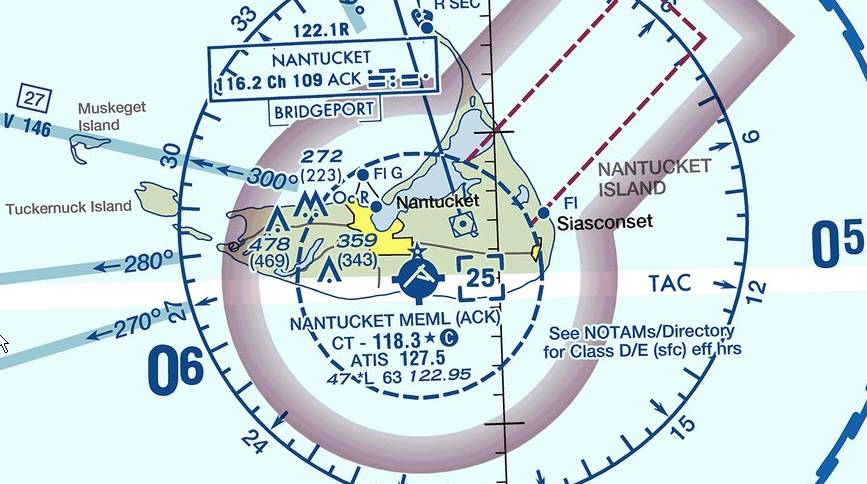 R SEC
33
122.1R
6°
NANTUCKET
116.2 Ch 109 ACK
BRIDGEPORT
27
V 146
Muskeget
Island
30
300°
272
(223)
Fl G
Oc R
Nantucket
NANTUCKET
ISLAND
6
Fl
Siasconset
Tuckernuck Island
478
(469)
359
(343)
05
280°
25
TAC
12
27
270°
NANTUCKET MEML (ACK)
CT - 118.3 ★ C
ATIS 127.5
47 *L 63 122.95
See NOTAMs/Directory
for Class D/E (sfc) eff hrs
06
24
15